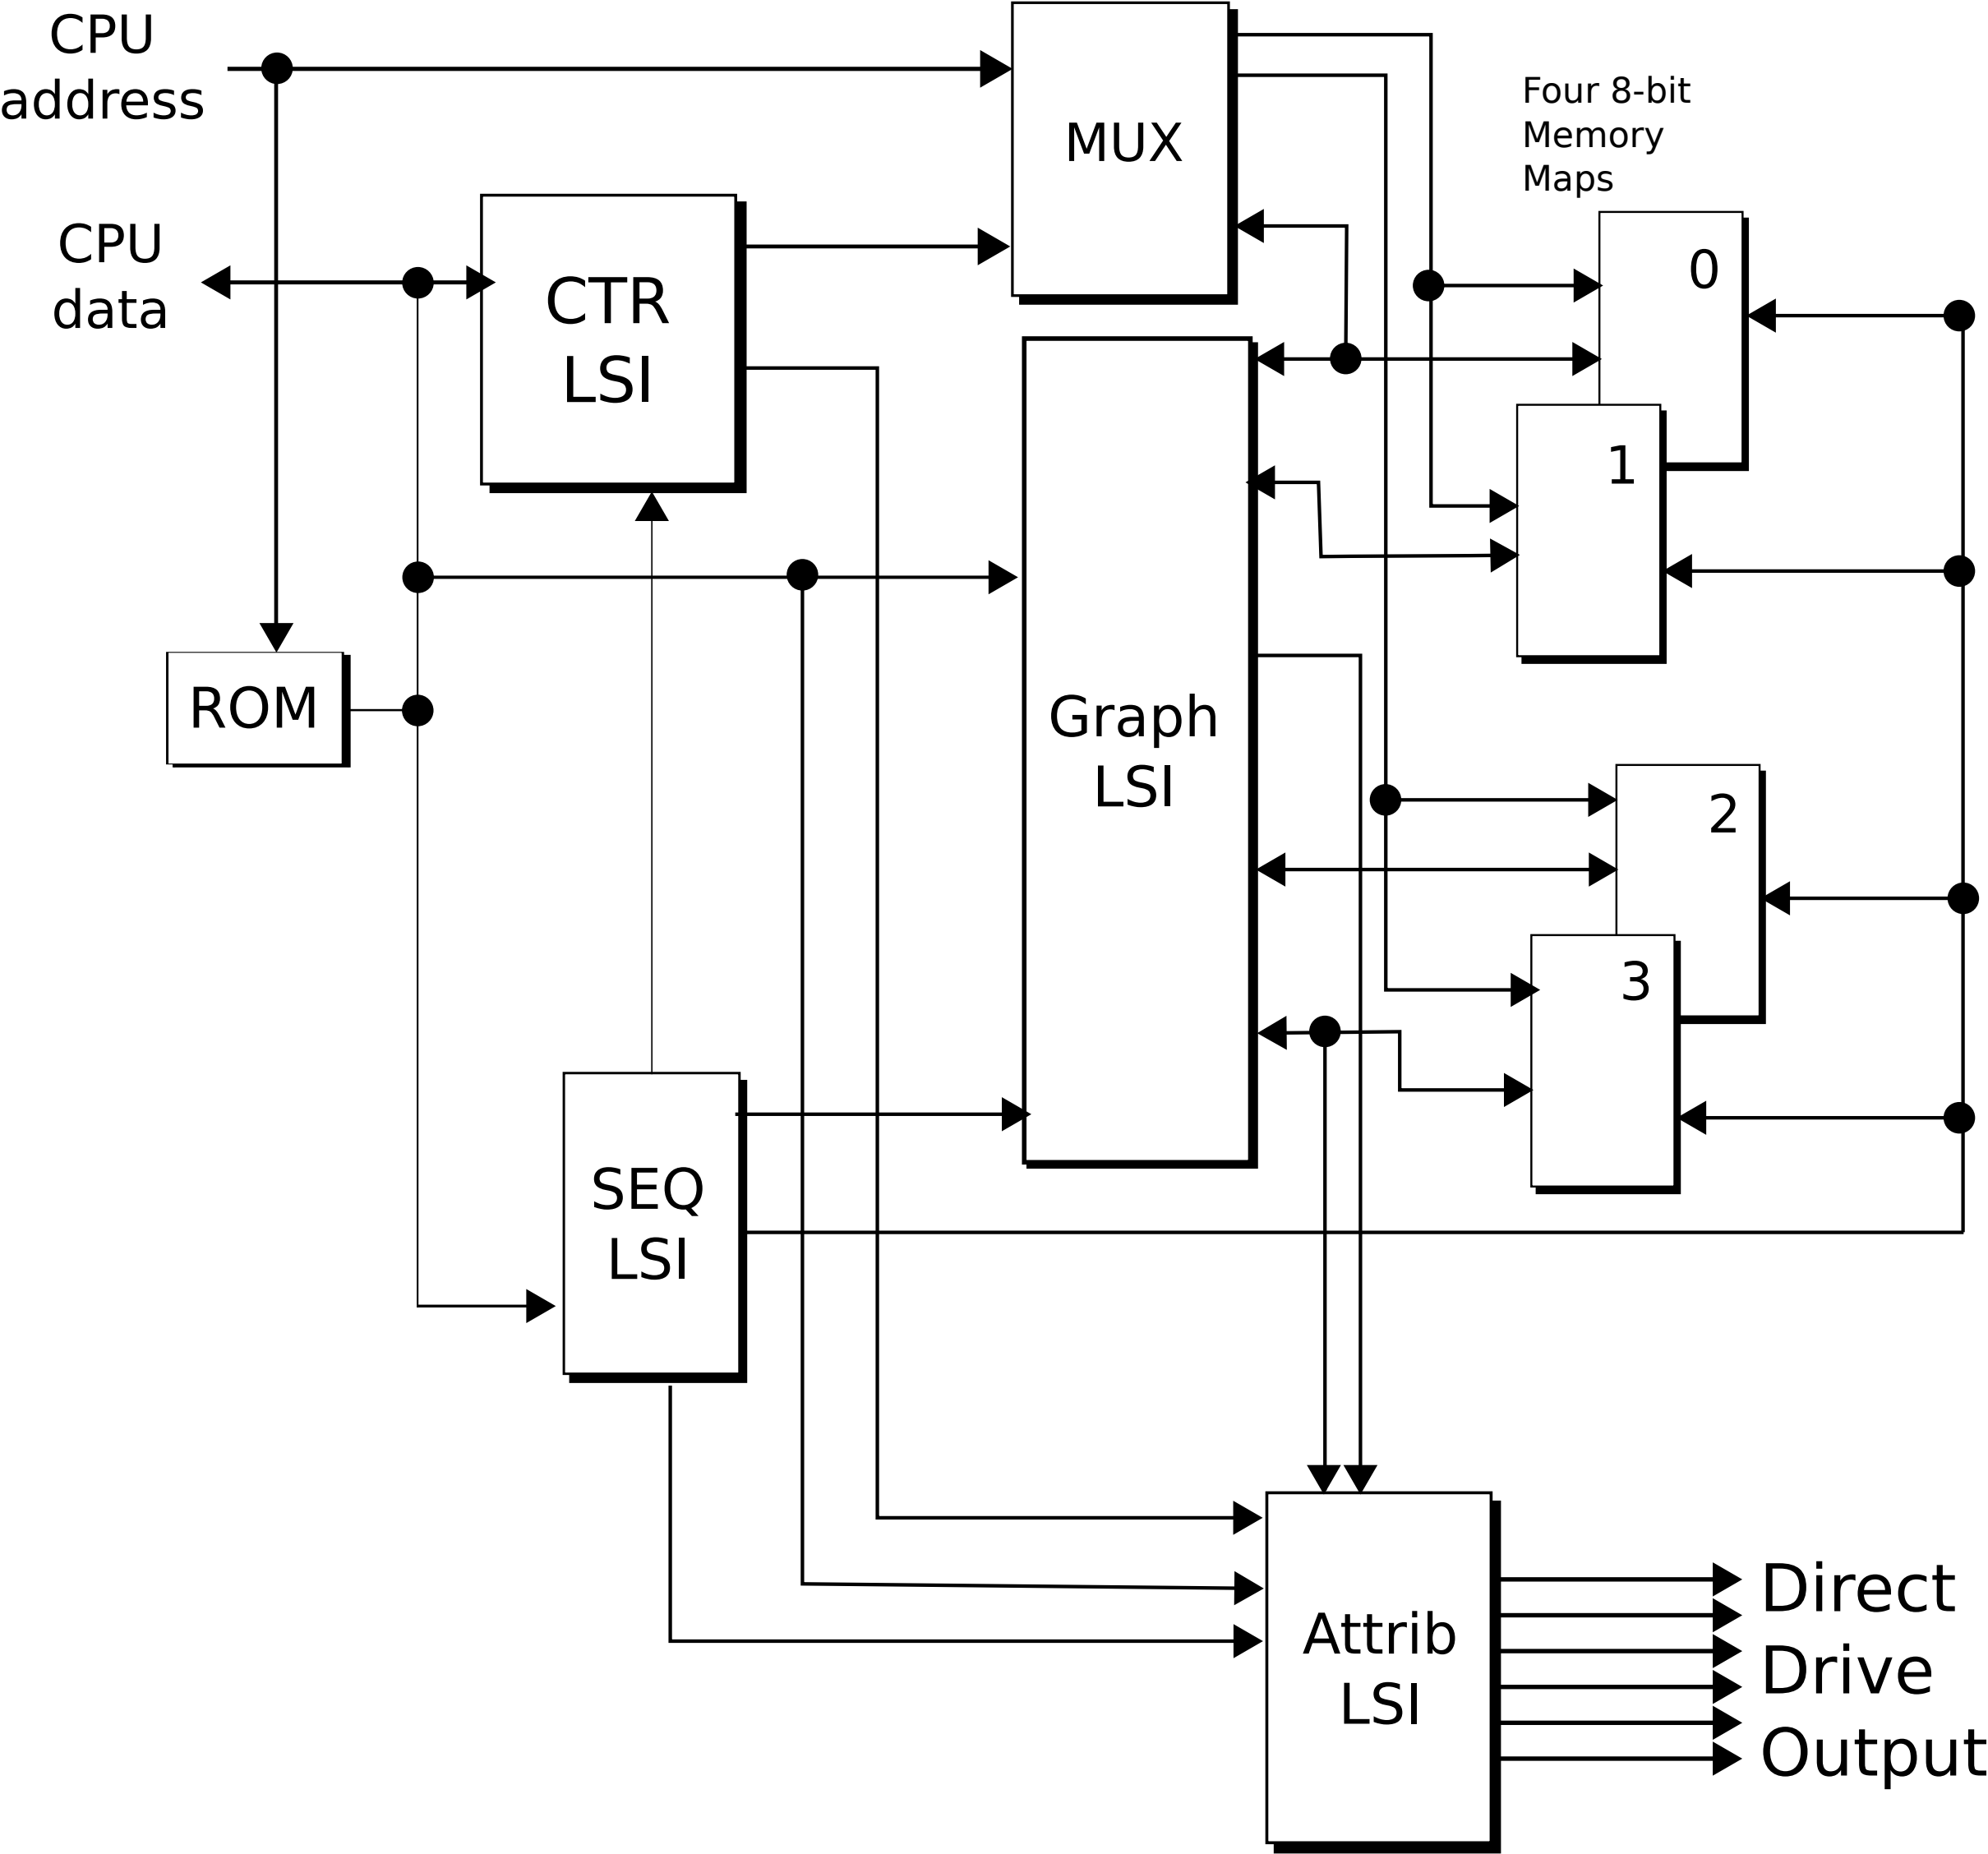 CPU
address
CPU
data
MUX
Four 8-bit
Memory
Maps
0
CTR
LSI
1
ROM
Graph
LSI
2
3
SEQ
LSI
Attrib
LSI
Direct
Drive
Output